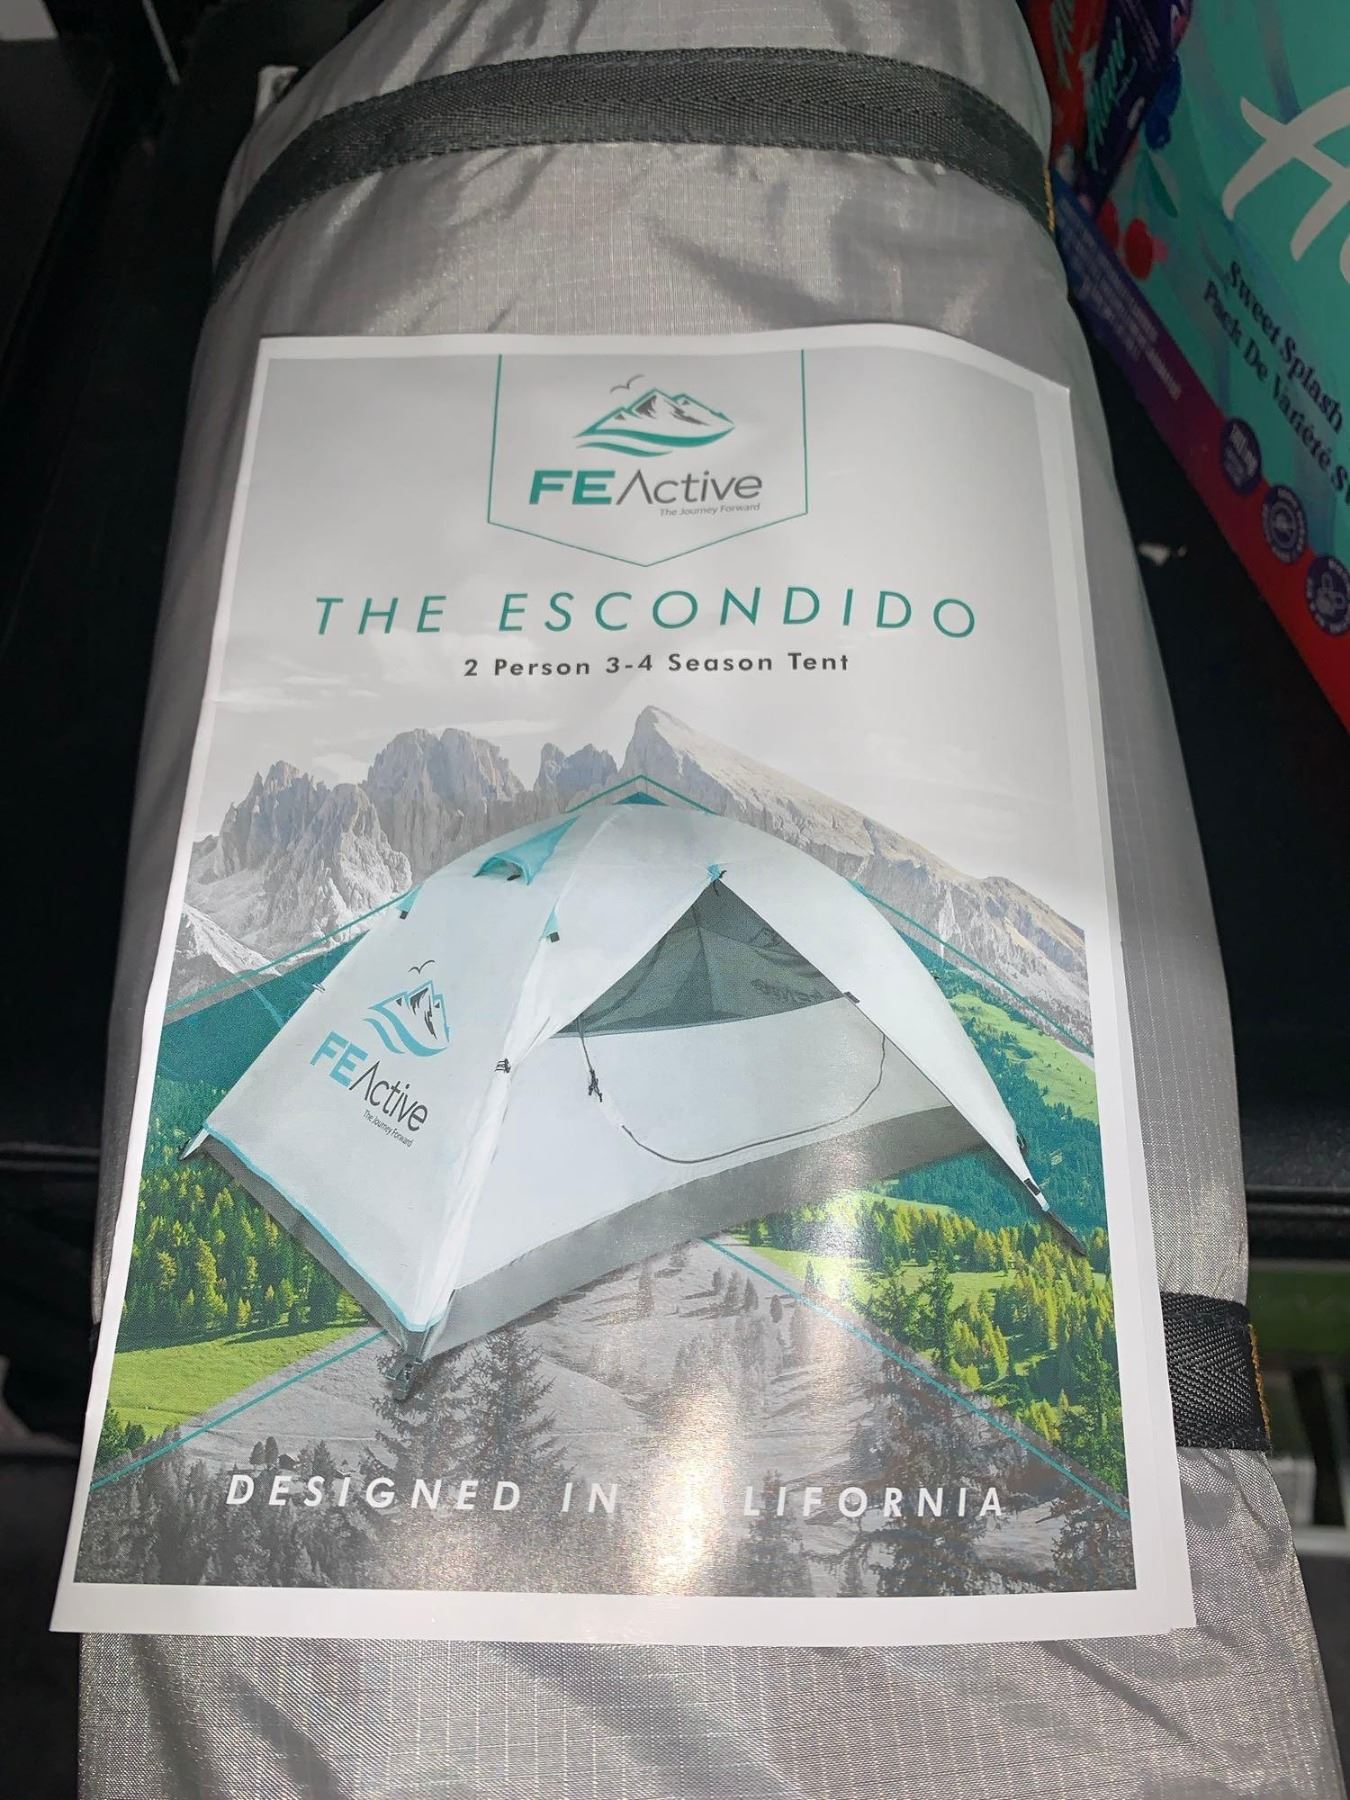 FEActive
The Journey Forward
THE ESCONDIDO
2 Person 3-4 Season Tent
FEActive
The Journey Forward
DESIGNED IN LIFORNIA
Sweet Splash
Pack De Variété